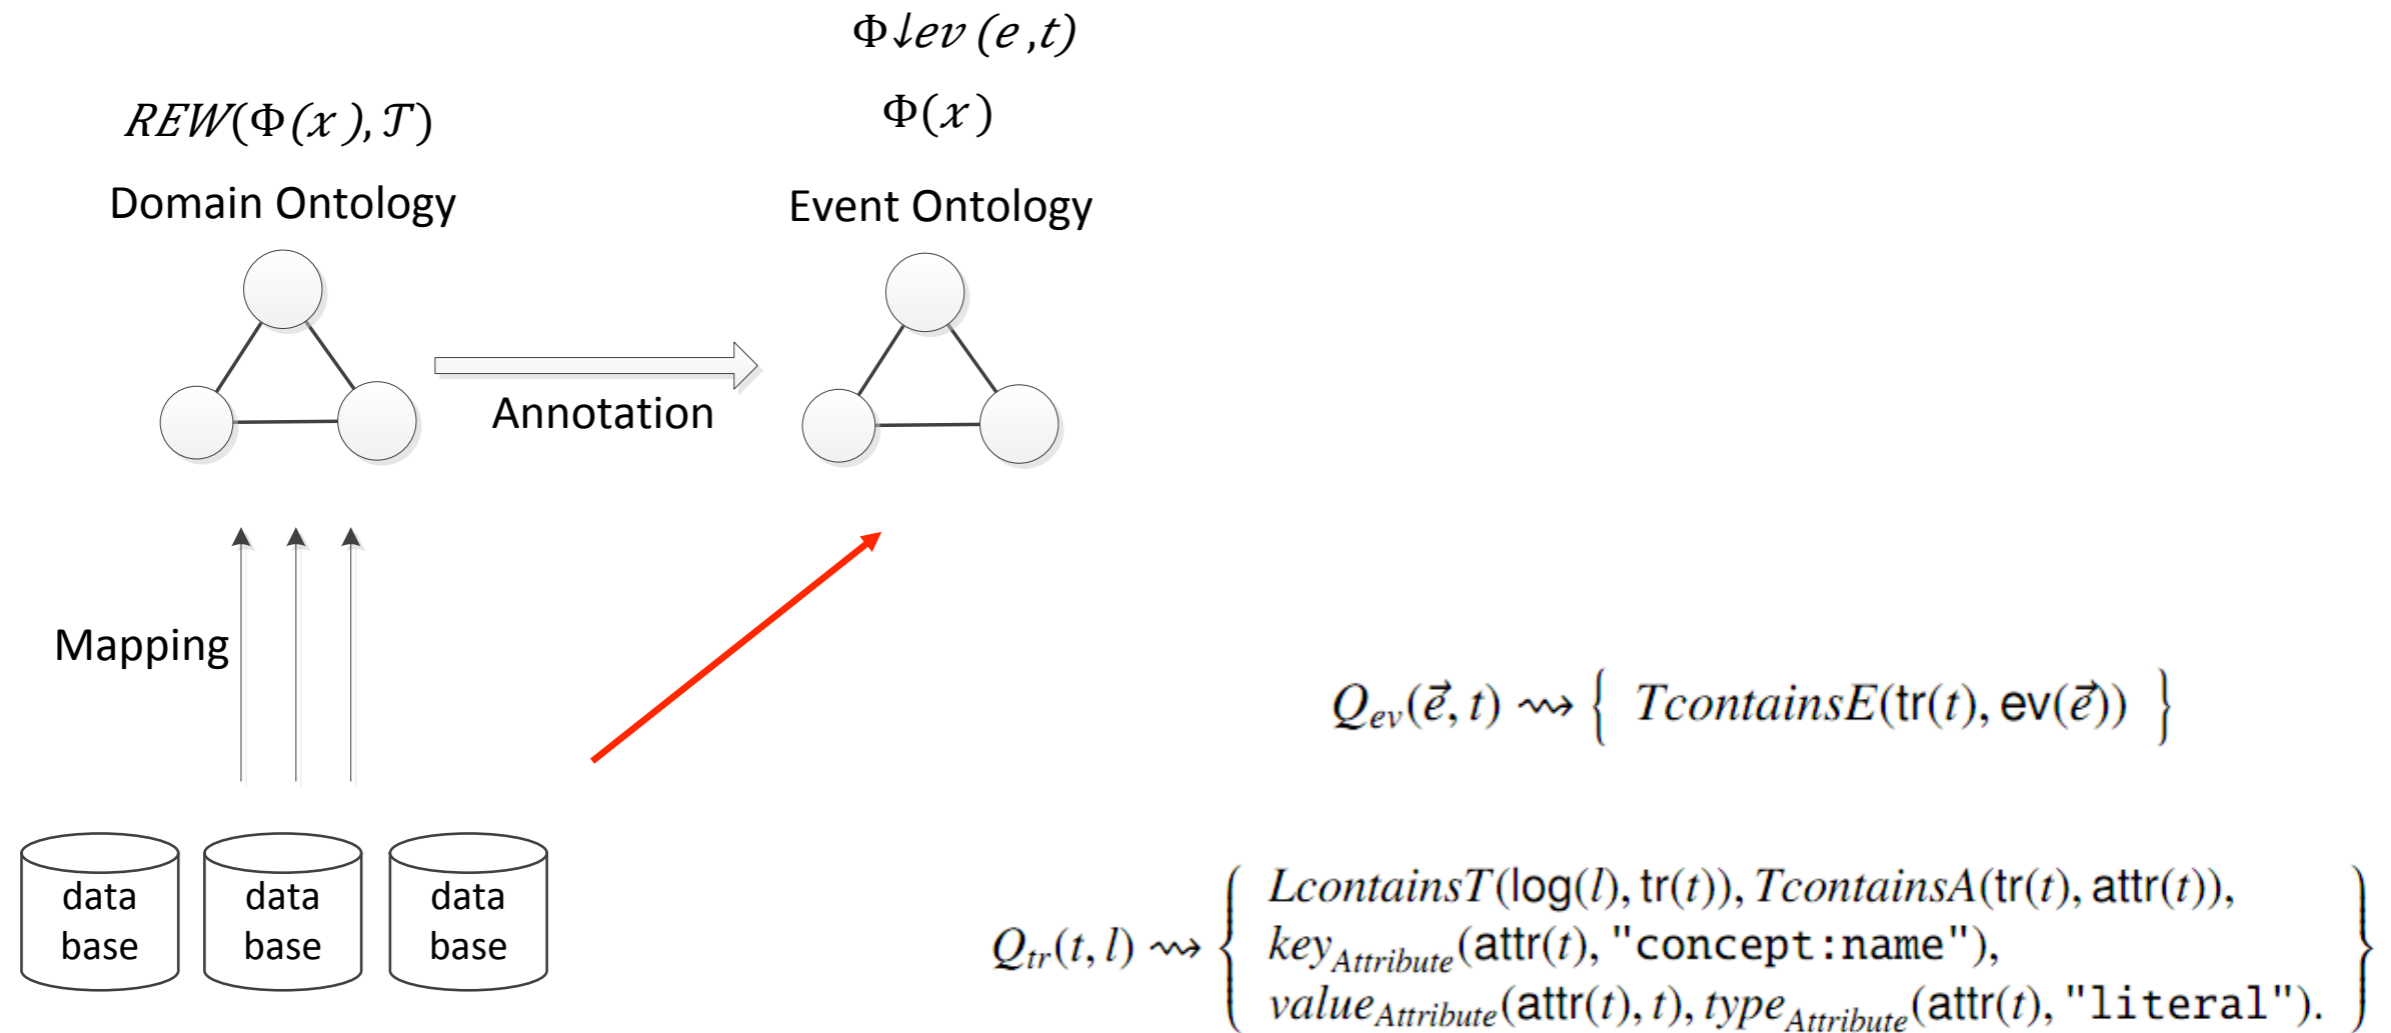 Φ↓ev (e ,t)
REW(Φ(x ), 𝒯)
Φ(x )
Domain Ontology
Event Ontology
Annotation
Mapping
data base
data base
data base
Q_ev(e⃗, t) ⇝ { TcontainsE(tr(t), ev(e⃗)) }
Q_tr(t, l) ⇝ { LcontainsT(log(l), tr(t)), TcontainsA(tr(t), attr(t)),
key_Attribute(attr(t), "concept:name"),
value_Attribute(attr(t), t), type_Attribute(attr(t), "literal"). }